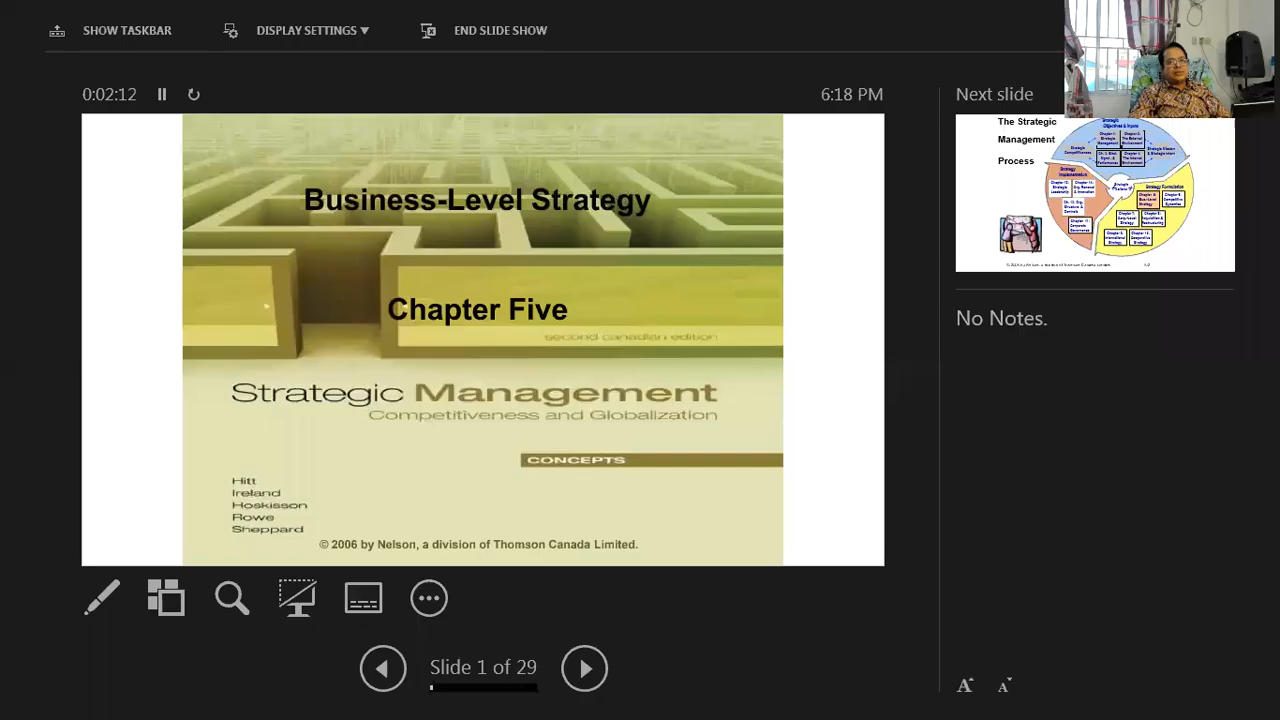 SHOW TASKBAR
DISPLAY SETTINGS
END SLIDE SHOW
0:02:12
6:18 PM
Next slide
Business-Level Strategy
Chapter Five
second canadian edition
Strategic Management
Competitiveness and Globalization
CONCEPTS
Hitt
Ireland
Hoskisson
Rowe
Sheppard
© 2006 by Nelson, a division of Thomson Canada Limited.
The Strategic
Management
Process
No Notes.
Slide 1 of 29
A A